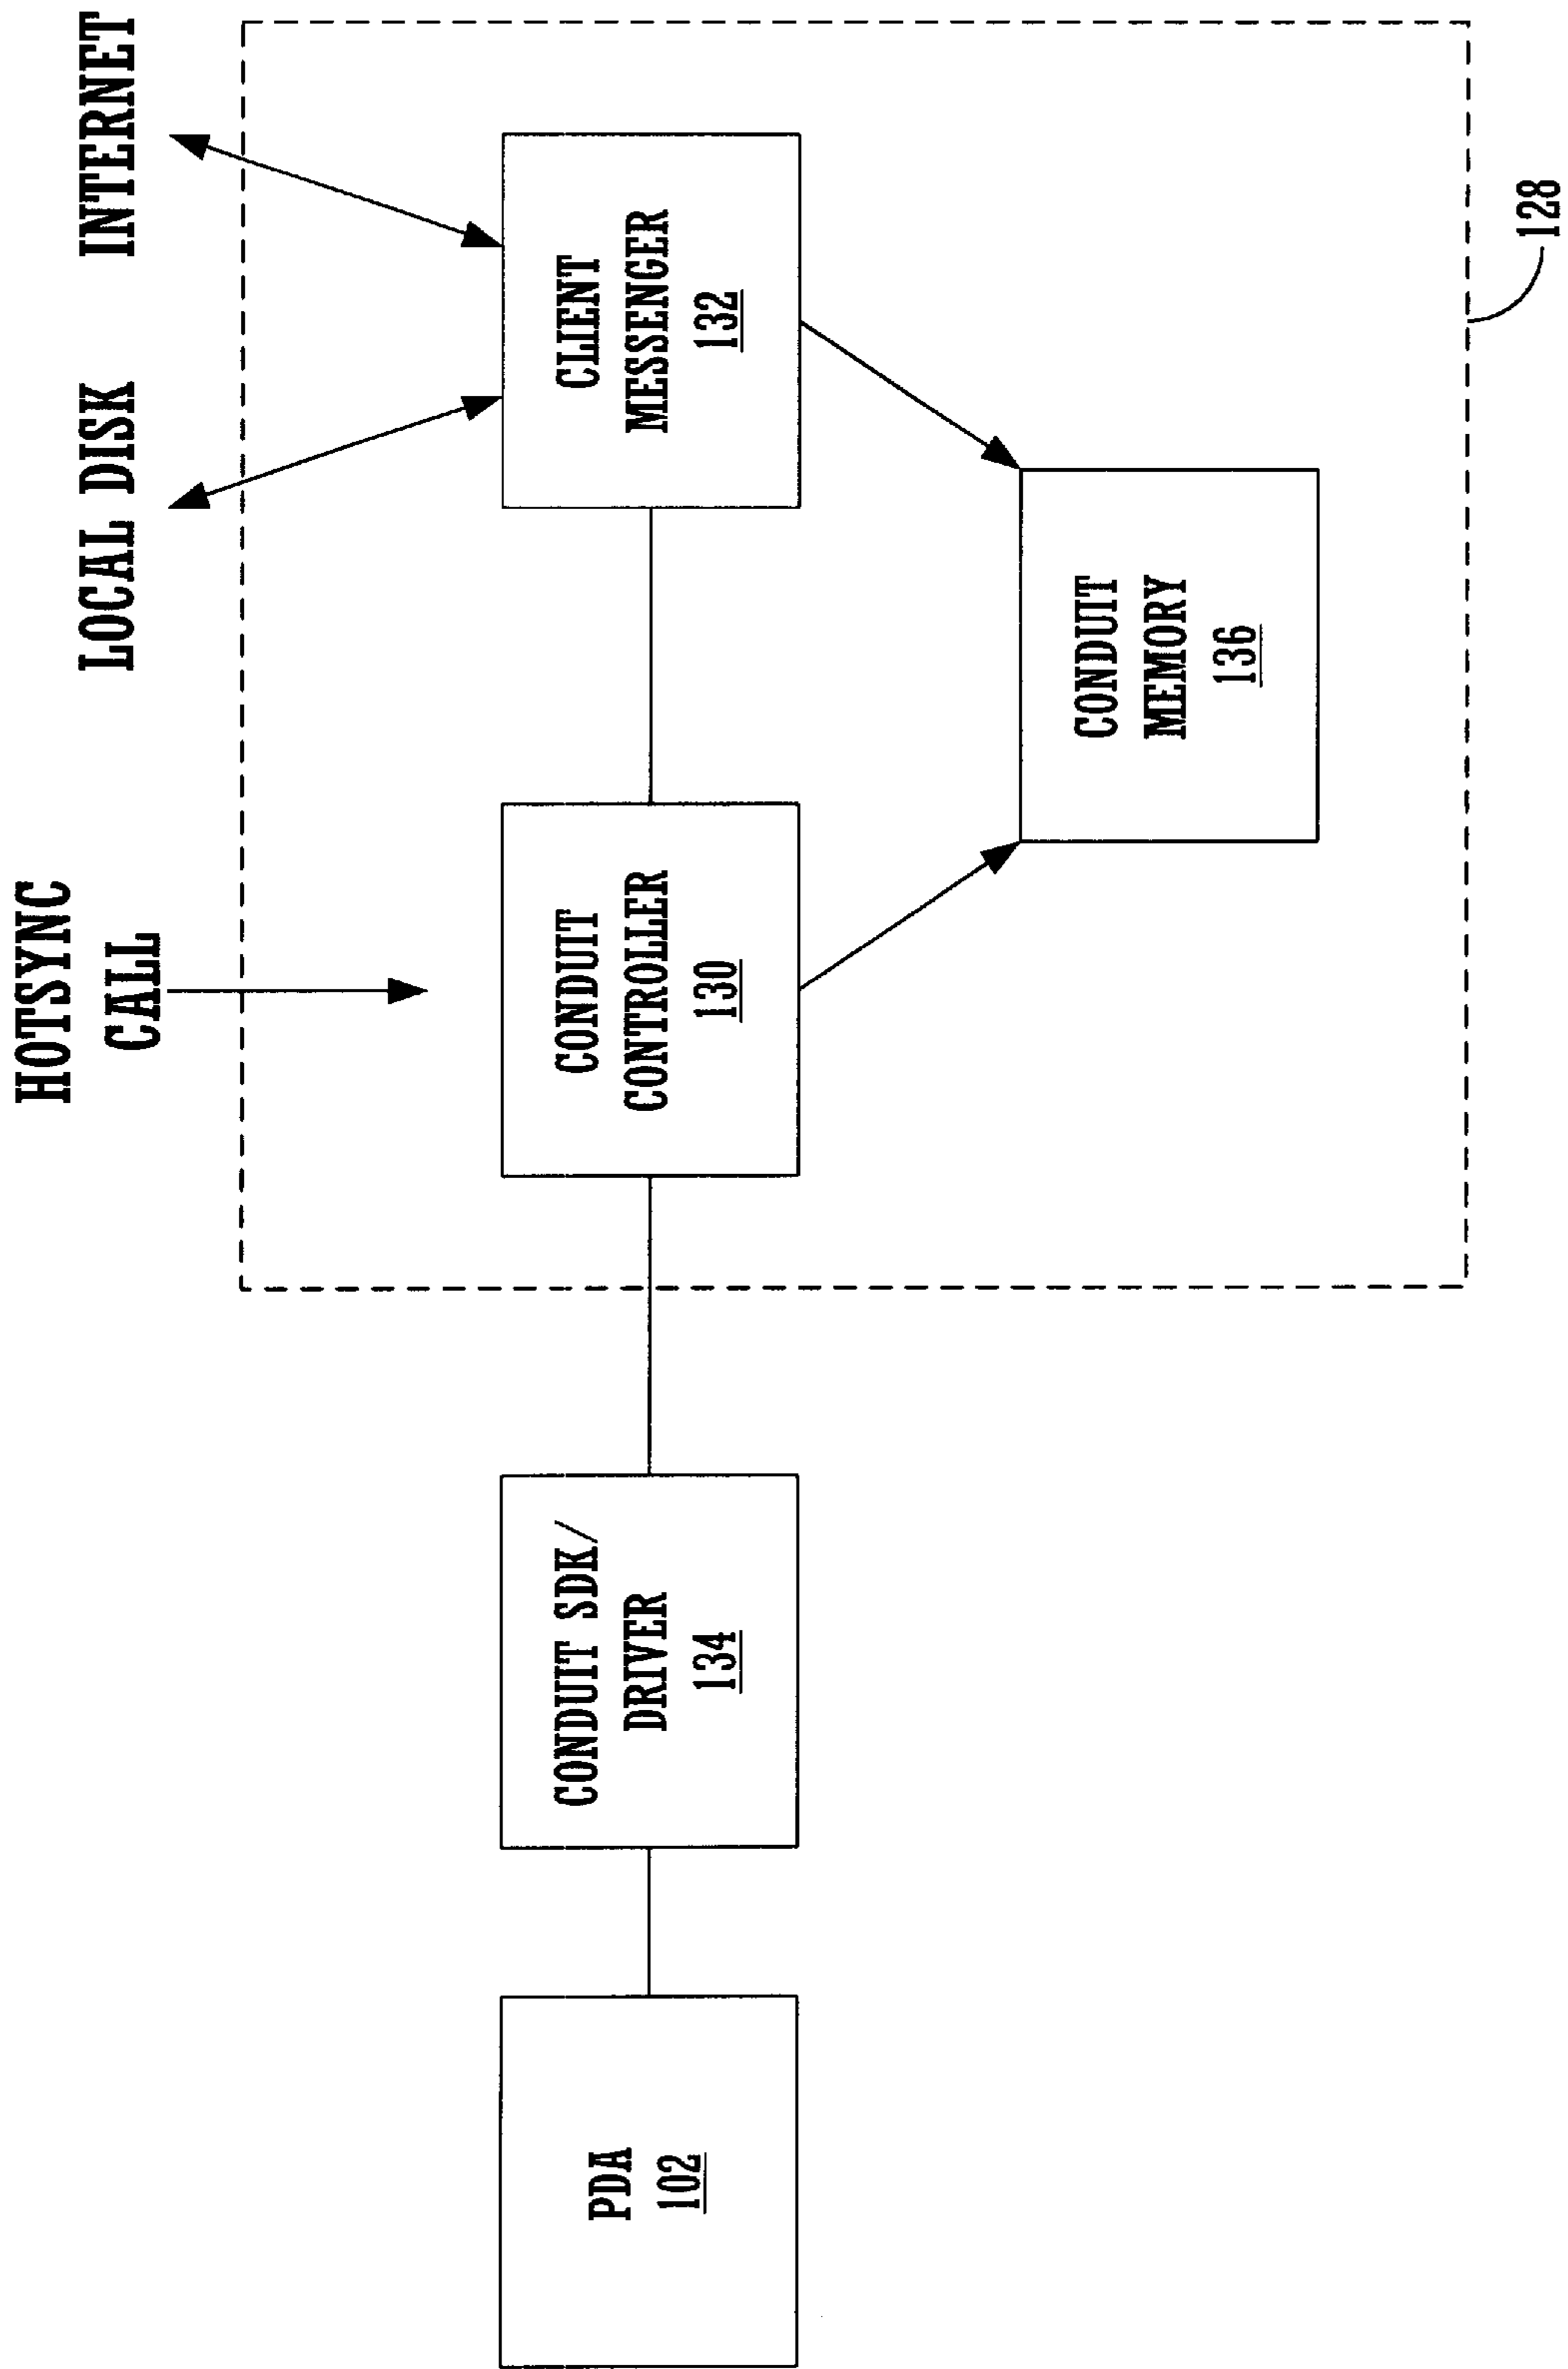 HOTSYNC
CALL
LOCAL DISK
INTERNET
PDA
102
CONDUIT SDK/
DRIVER
134
CONDUIT
CONTROLLER
130
CLIENT
MESSENGER
132
CONDUIT
MEMORY
136
128